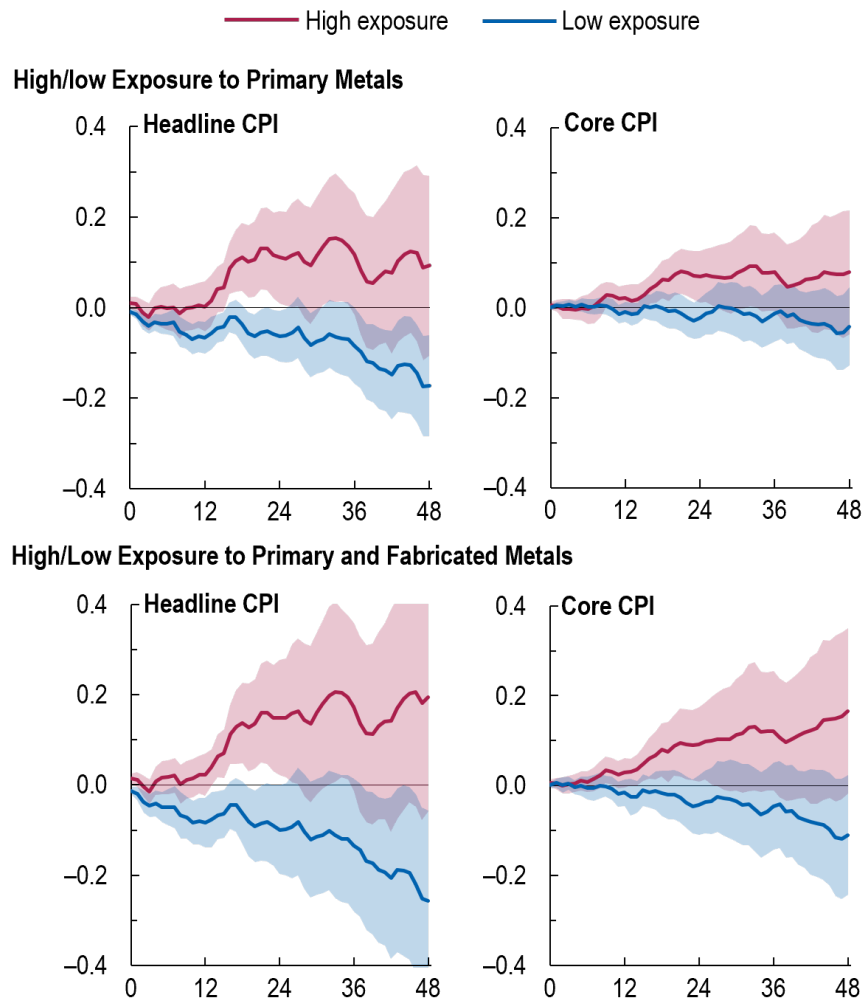 High exposure Low exposure
High/low Exposure to Primary Metals
Headline CPI Core CPI
0.4 0.4
0.2 0.2
0.0 0.0
–0.2 –0.2
–0.4 –0.4
0 12 24 36 48 0 12 24 36 48
High/Low Exposure to Primary and Fabricated Metals
Headline CPI Core CPI
0.4 0.4
0.2 0.2
0.0 0.0
–0.2 –0.2
–0.4 –0.4
0 12 24 36 48 0 12 24 36 48